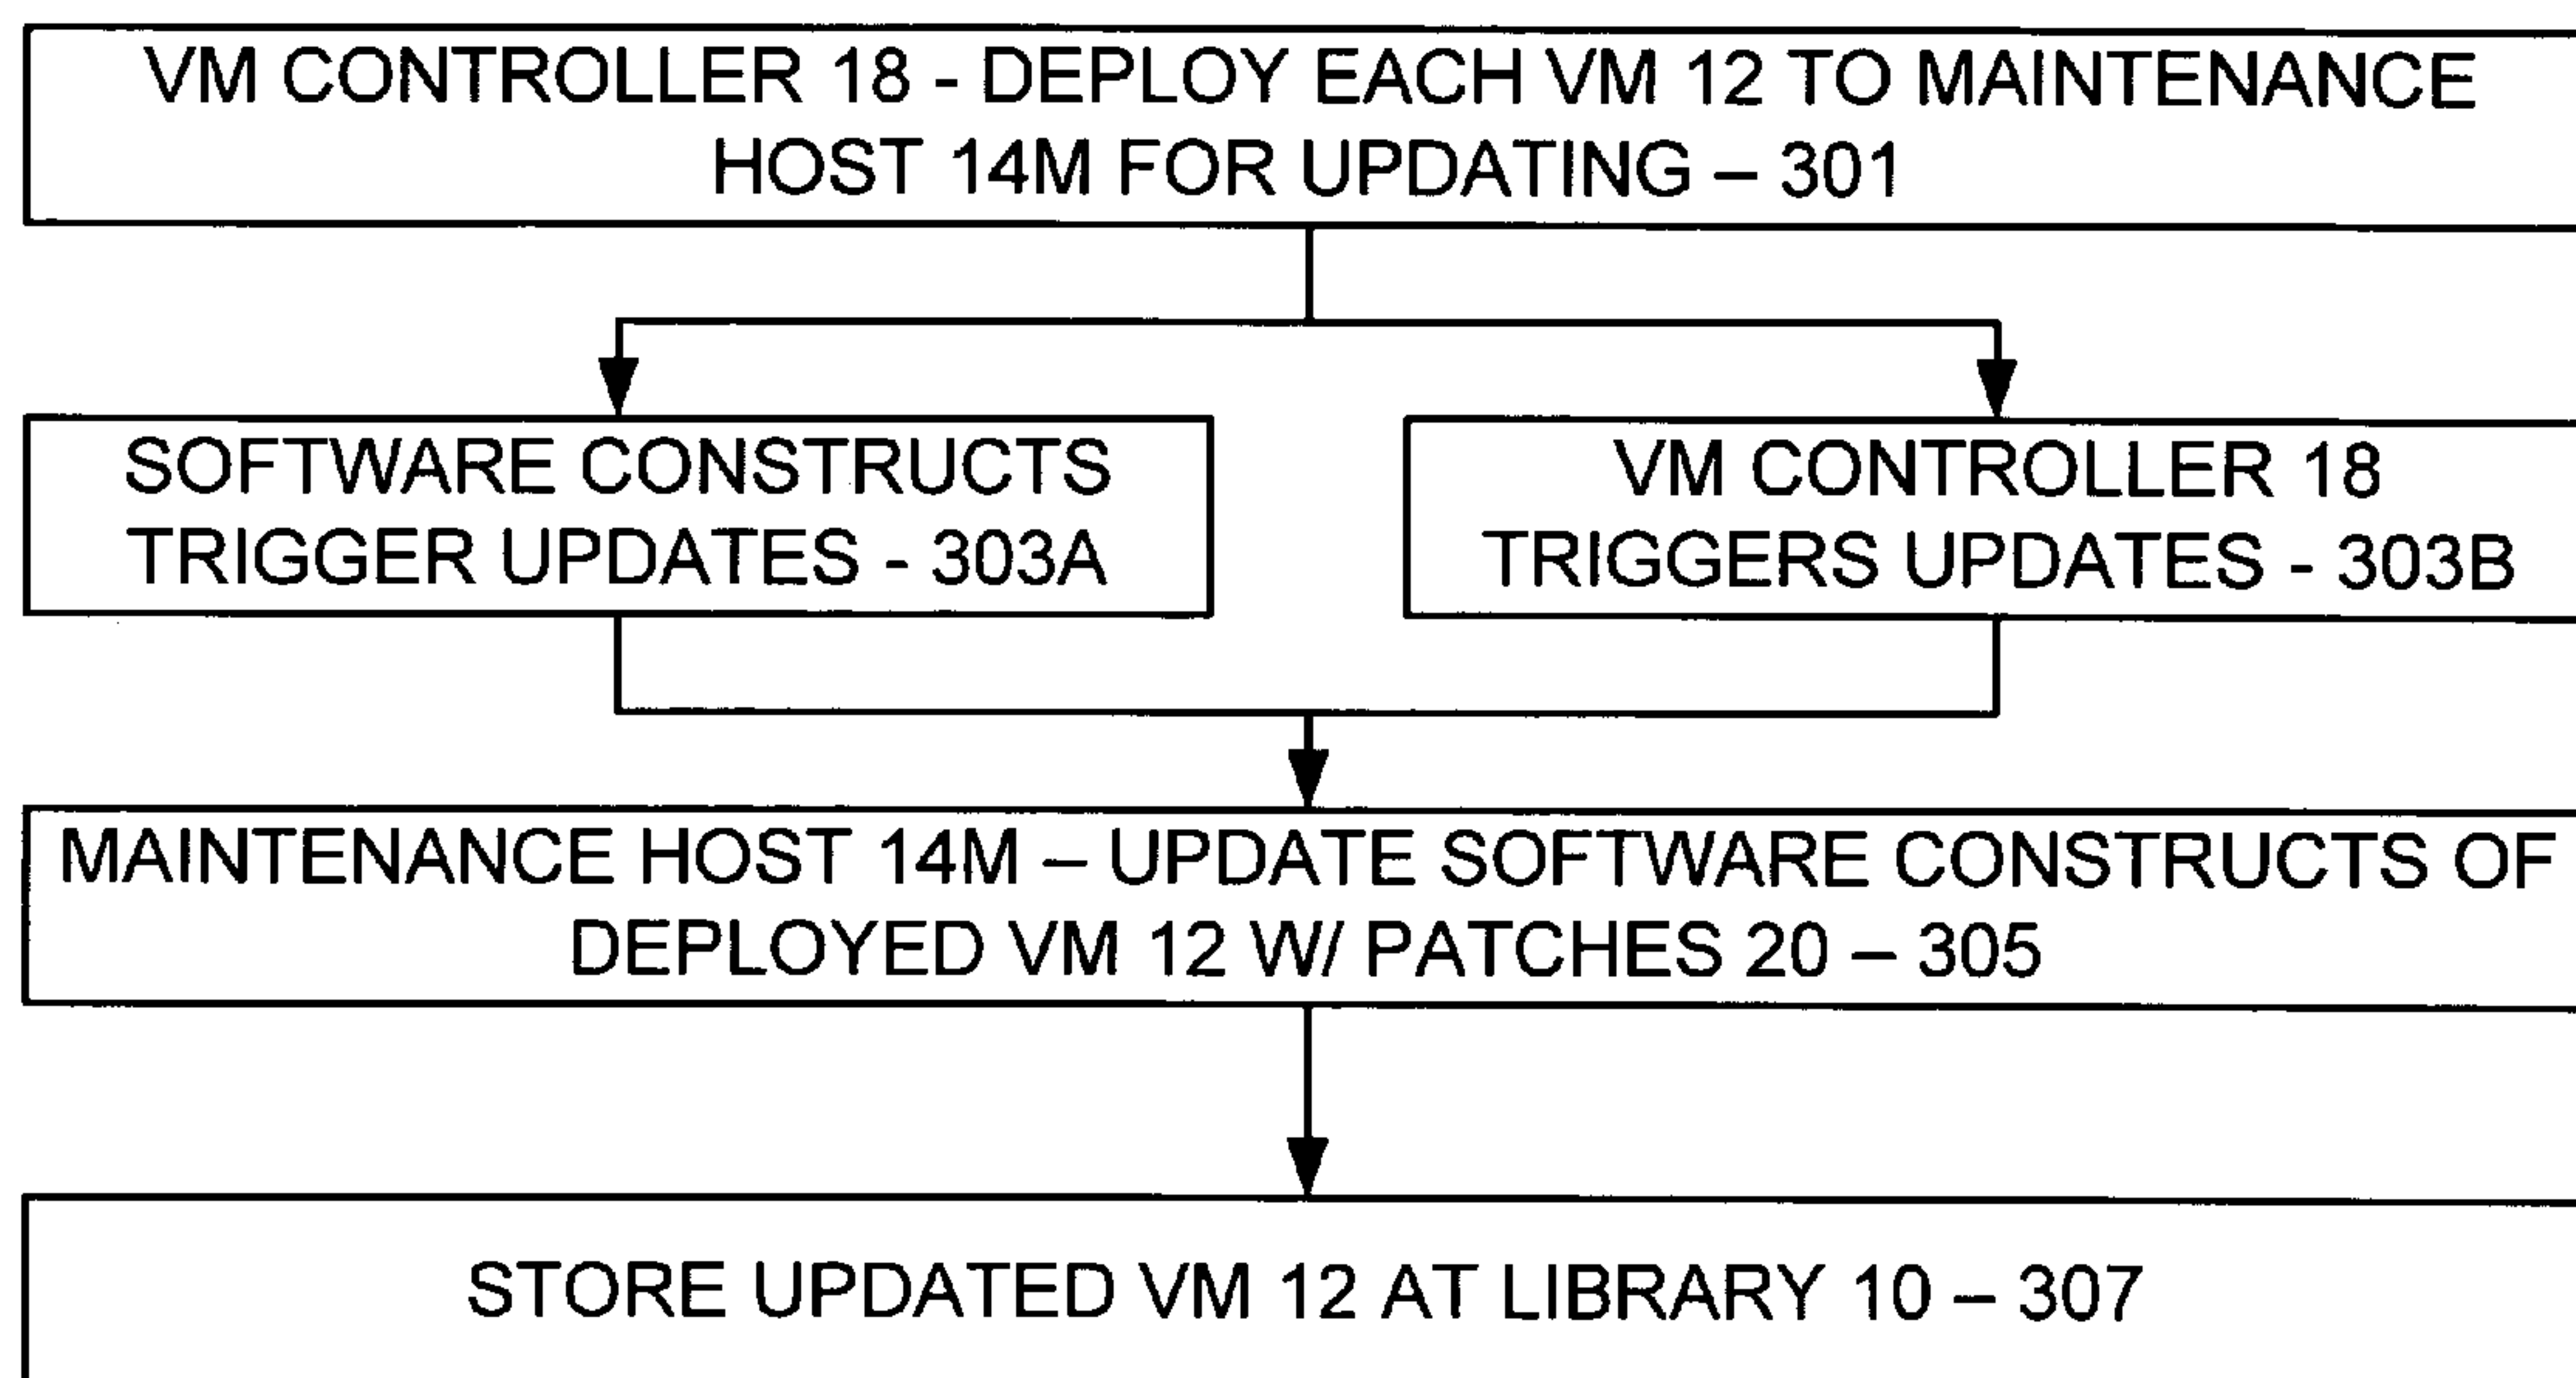 VM CONTROLLER 18 - DEPLOY EACH VM 12 TO MAINTENANCE
HOST 14M FOR UPDATING – 301
SOFTWARE CONSTRUCTS
TRIGGER UPDATES - 303A
VM CONTROLLER 18
TRIGGERS UPDATES - 303B
MAINTENANCE HOST 14M – UPDATE SOFTWARE CONSTRUCTS OF
DEPLOYED VM 12 W/ PATCHES 20 – 305
STORE UPDATED VM 12 AT LIBRARY 10 – 307